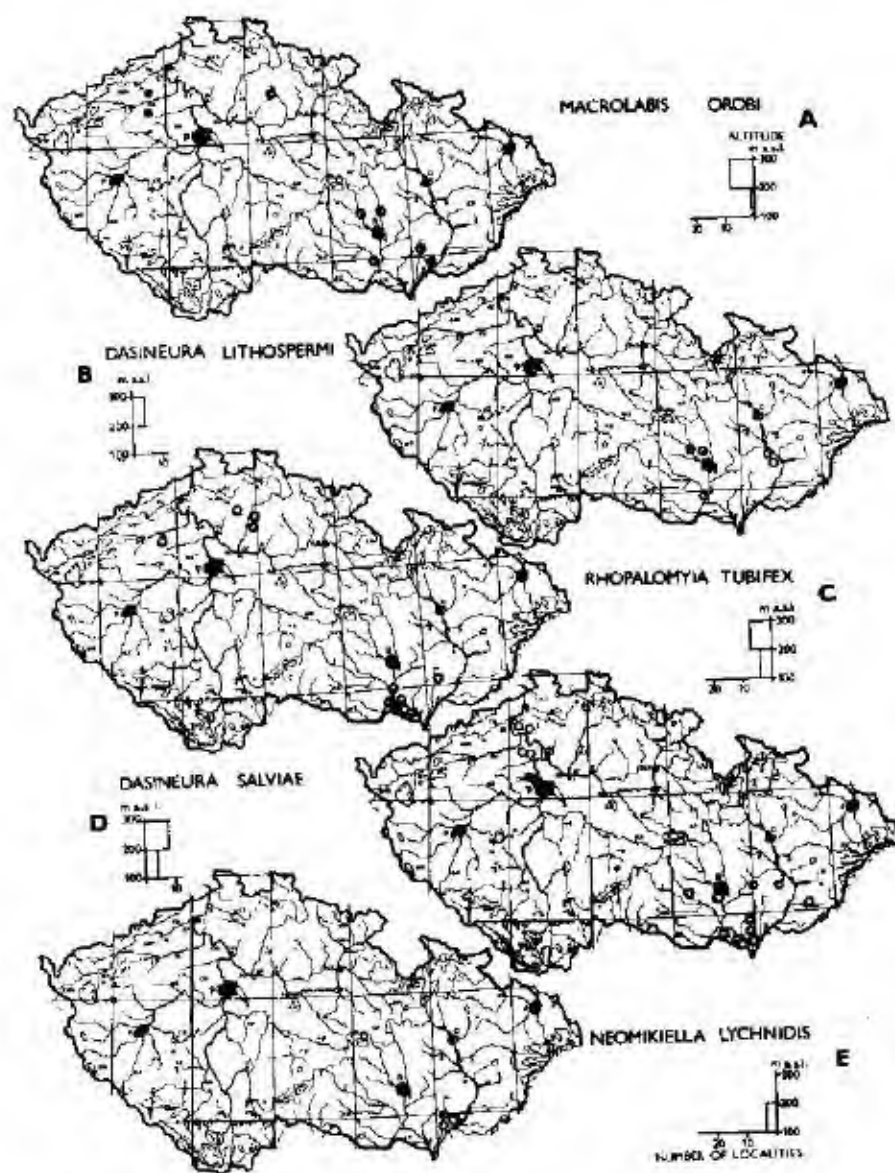 MACROLABIS OROBI
A
ALTITUDE
m a.s.l.
300
200
100
20 10
DASINEURA LITHOSPERMI
B
m a.s.l.
300
200
100
10
RHOPALOMYIA TUBIFEX
C
m a.s.l.
300
200
100
20 10
DASINEURA SALVIAE
D
m a.s.l.
300
200
100
10
NEOMIKIELLA LYCHNIDIS
E
m a.s.l.
300
200
100
20 10
NUMBER OF LOCALITIES